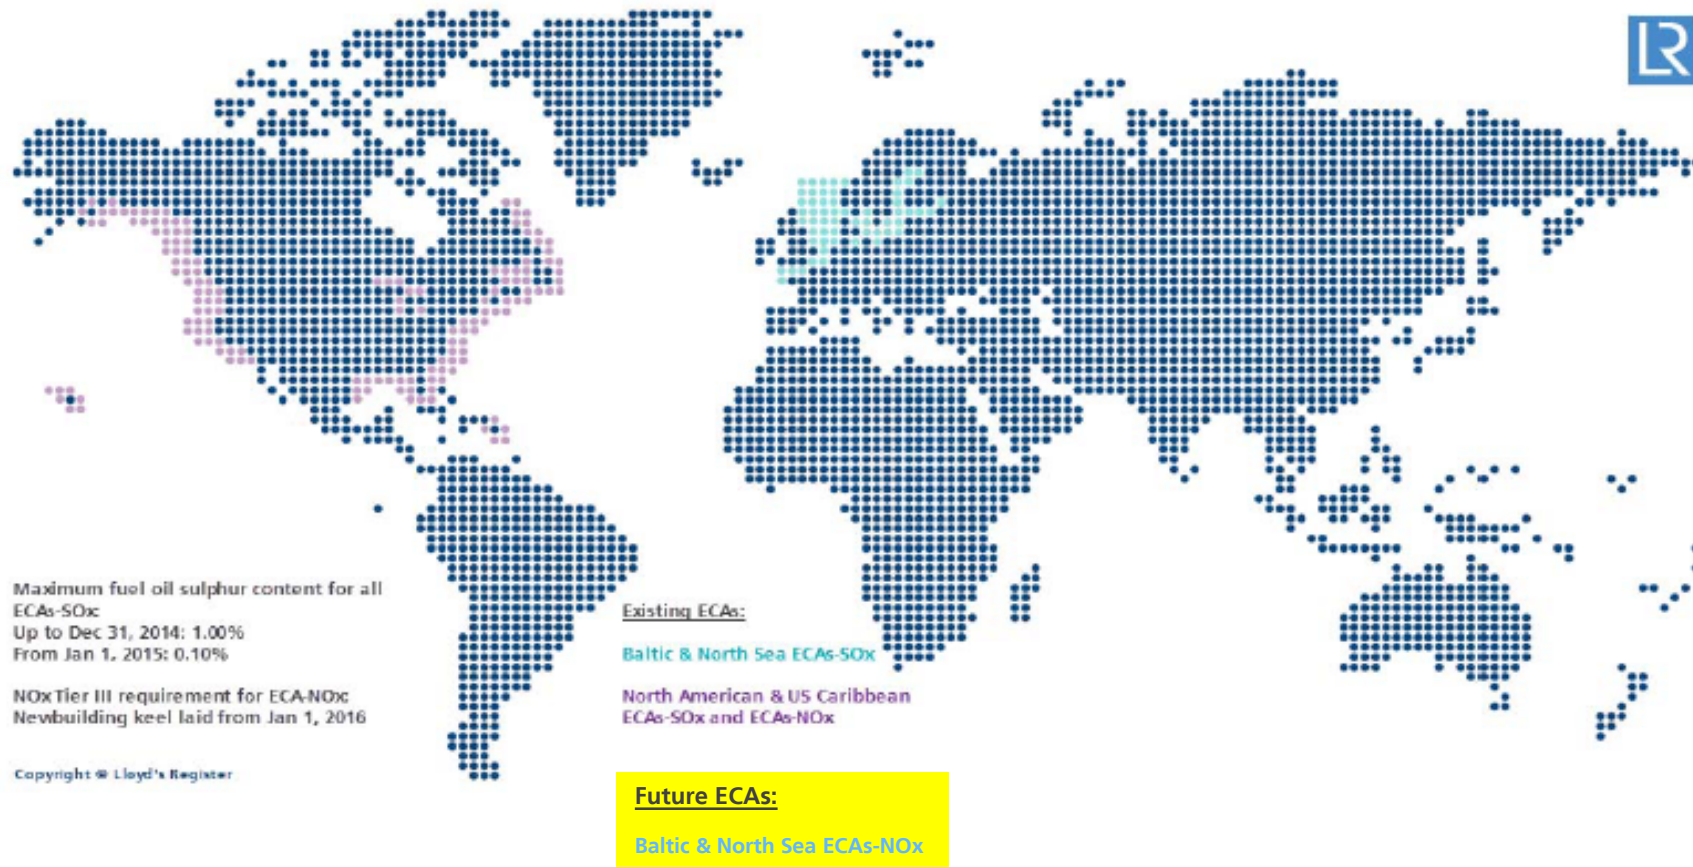 LR
Maximum fuel oil sulphur content for all
ECAs-SOx:
Up to Dec 31, 2014: 1.00%
From Jan 1, 2015: 0.10%
NOx Tier III requirement for ECA-NOx:
Newbuilding keel laid from Jan 1, 2016
Copyright © Lloyd's Register
Existing ECAs:
Baltic & North Sea ECAs-SOx
North American & US Caribbean
ECAs-SOx and ECAs-NOx
Future ECAs:
Baltic & North Sea ECAs-NOx